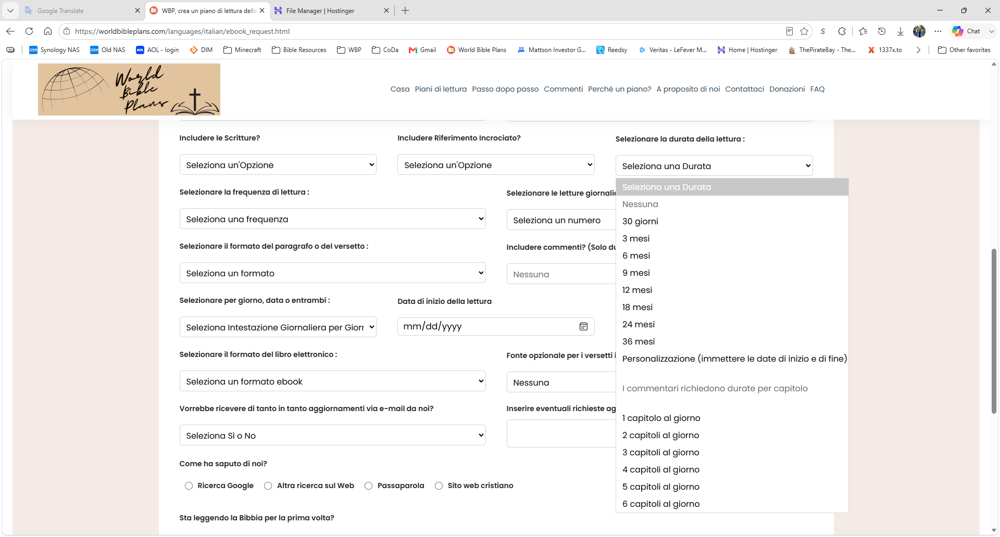 Google Translate
WBP, crea un piano di lettura della
File Manager | Hostinger
https://worldbibleplans.com/languages/italian/ebook_request.html
Chat
Synology NAS
Old NAS
AOL - login
DIM
Minecraft
Bible Resources
WBP
CoDa
Gmail
World Bible Plans
Mattson Investor G...
Reedsy
Veritas - LeFever M...
Home | Hostinger
ThePirateBay - The...
1337x.to
Other favorites
World
Bible
Plans
Casa Piani di lettura Passo dopo passo Commenti Perché un piano? A proposito di noi Contattaci Donazioni FAQ
Includere le Scritture?
Seleziona un'Opzione
Includere Riferimento Incrociato?
Seleziona un'Opzione
Selezionare la durata della lettura :
Seleziona una Durata
Seleziona una Durata
Nessuna
30 giorni
3 mesi
6 mesi
9 mesi
12 mesi
18 mesi
24 mesi
36 mesi
Personalizzazione (immettere le date di inizio e di fine)
I commentari richiedono durate per capitolo
1 capitolo al giorno
2 capitoli al giorno
3 capitoli al giorno
4 capitoli al giorno
5 capitoli al giorno
6 capitoli al giorno
Selezionare la frequenza di lettura :
Seleziona una frequenza
Selezionare le letture giornalie
Seleziona un numero
Selezionare il formato del paragrafo o del versetto :
Seleziona un formato
Includere commenti? (Solo du
Nessuna
Selezionare per giorno, data o entrambi :
Seleziona Intestazione Giornaliera per Gior
Data di inizio della lettura
mm/dd/yyyy
Selezionare il formato del libro elettronico :
Seleziona un formato ebook
Fonte opzionale per i versetti i
Nessuna
Vorrebbe ricevere di tanto in tanto aggiornamenti via e-mail da noi?
Seleziona Sì o No
Inserire eventuali richieste ag
Come ha saputo di noi?
Ricerca Google
Altra ricerca sul Web
Passaparola
Sito web cristiano
Sta leggendo la Bibbia per la prima volta?